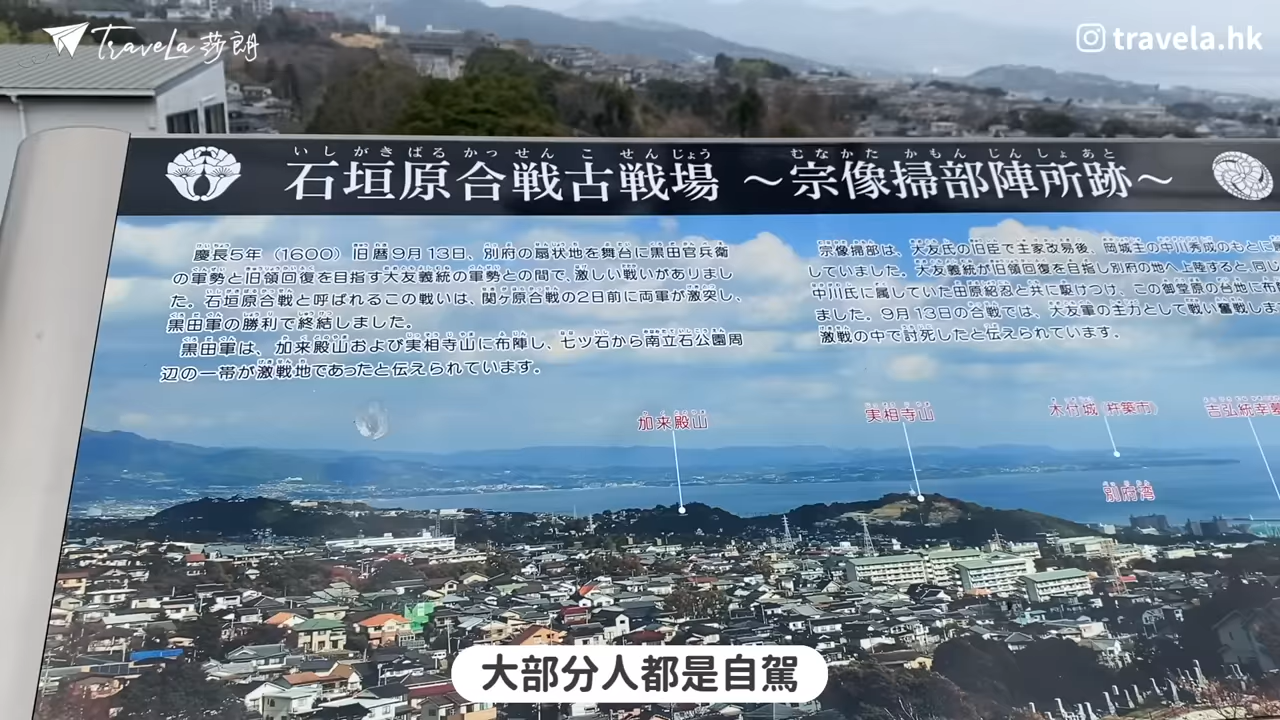 Travela 莎朗
travela.hk
いしがきばるかっせんこせんじょう むなかたかもんじんしょあと
石垣原合戦古戦場 〜宗像掃部陣所跡〜
慶長5年（1600）旧暦9月13日、別府の扇状地を舞台に黒田官兵衛
の軍勢と旧領回復を目指す大友義統の軍勢との間で、激しい戦いがありまし
た。石垣原合戦と呼ばれるこの戦いは、関ヶ原合戦の2日前に両軍が激突し、
黒田軍の勝利で終結しました。
黒田軍は、加来殿山および実相寺山に布陣し、七ツ石から南立石公園周
辺の一帯が激戦地であったと伝えられています。
宗像掃部は、大友氏の旧臣で主家改易後、岡城主の中川秀成のもとに
していました。大友義統が旧領回復を目指し別府の地へ上陸すると、同じ
中川氏に属していた田原紹忍と共に駆けつけ、この御堂原の台地に布
ました。9月13日の合戦では、大友軍の主力として戦い奮戦しま
激戦の中で討死したと伝えられています。
加来殿山
実相寺山
木付城（杵築市）
吉弘統幸
別府湾
大部分人都是自駕